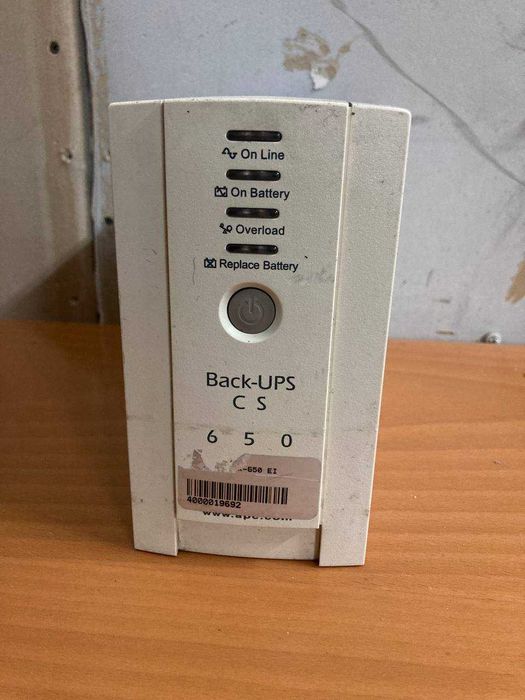 On Line
On Battery
Overload
Replace Battery
Back-UPS
C S
6 5 0
-650 EI
4000019692
www.apc.com